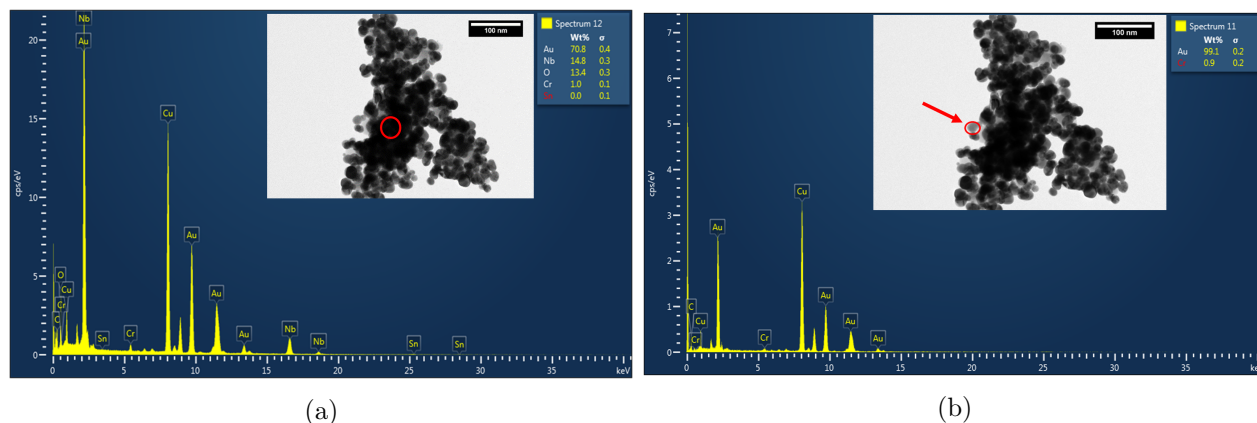 Spectrum 12
Wt% σ
Au 70.8 0.4
Nb 14.8 0.3
O 13.4 0.3
Cr 1.0 0.1
Sn 0.0 0.1
100 nm
cps/eV
20
15
10
5
0
Nb
Au
Cu
Au
Au
Au
Nb
Nb
O
Cu
Cr
C
Sn
Cr
Sn
Sn
0 5 10 15 20 25 30 35 keV
(a)
Spectrum 11
Wt% σ
Au 99.1 0.2
0.9 0.2
100 nm
cps/eV
7
6
5
4
3
2
1
0
Au
Cu
Au
Au
Au
C
Cu
Cr
Cr
0 5 10 15 20 25 30 35 ke
(b)